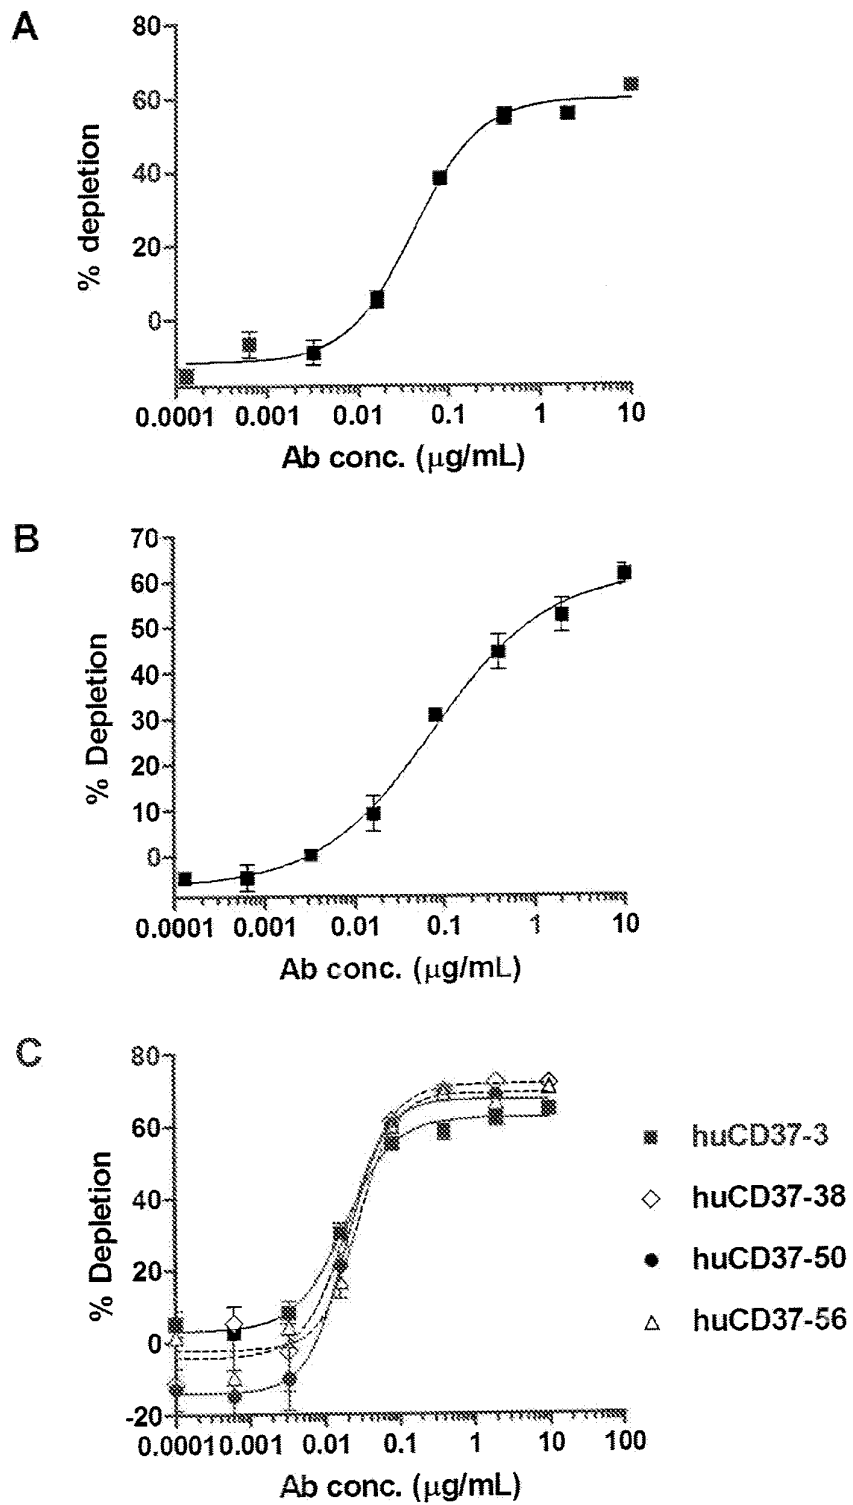 A
80
60
40
20
0
% depletion
0.0001 0.001 0.01 0.1 1 10
Ab conc. (µg/mL)
B
70
60
50
40
30
20
10
0
% Depletion
0.0001 0.001 0.01 0.1 1 10
Ab conc. (µg/mL)
C
80
60
40
20
0
-20
% Depletion
0.0001 0.001 0.01 0.1 1 10 100
Ab conc. (µg/mL)
huCD37-3
huCD37-38
huCD37-50
huCD37-56